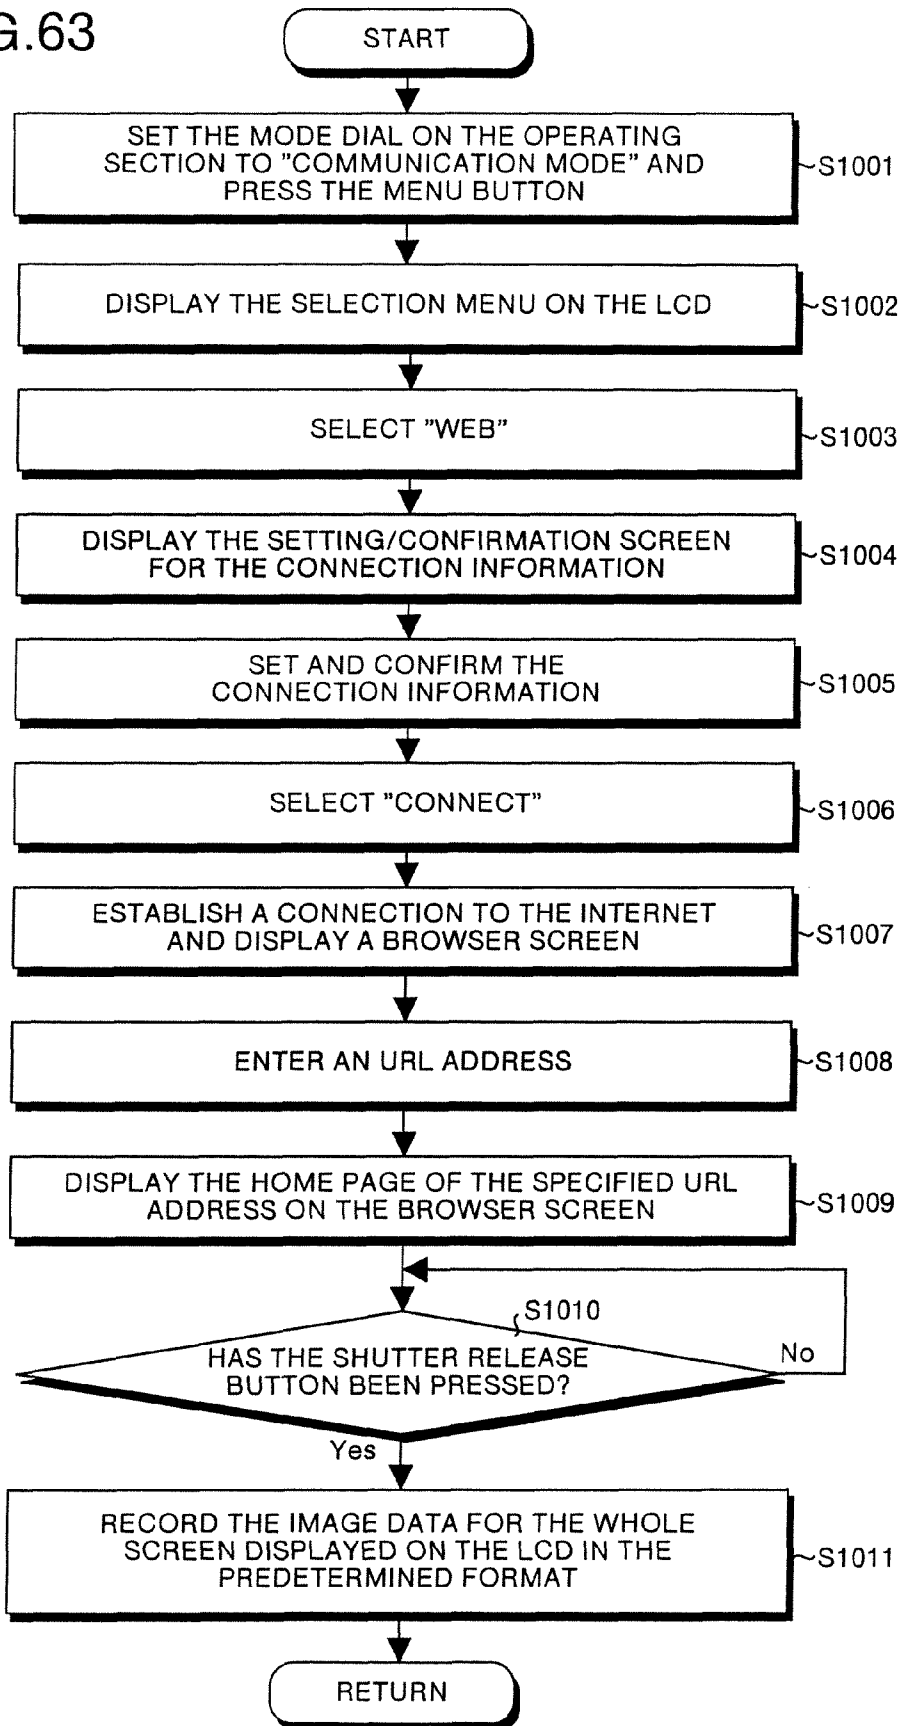 G.63
START
SET THE MODE DIAL ON THE OPERATING
SECTION TO "COMMUNICATION MODE" AND
PRESS THE MENU BUTTON
S1001
DISPLAY THE SELECTION MENU ON THE LCD
S1002
SELECT "WEB"
S1003
DISPLAY THE SETTING/CONFIRMATION SCREEN
FOR THE CONNECTION INFORMATION
S1004
SET AND CONFIRM THE
CONNECTION INFORMATION
S1005
SELECT "CONNECT"
S1006
ESTABLISH A CONNECTION TO THE INTERNET
AND DISPLAY A BROWSER SCREEN
S1007
ENTER AN URL ADDRESS
S1008
DISPLAY THE HOME PAGE OF THE SPECIFIED URL
ADDRESS ON THE BROWSER SCREEN
S1009
S1010
HAS THE SHUTTER RELEASE
BUTTON BEEN PRESSED?
No
Yes
RECORD THE IMAGE DATA FOR THE WHOLE
SCREEN DISPLAYED ON THE LCD IN THE
PREDETERMINED FORMAT
S1011
RETURN